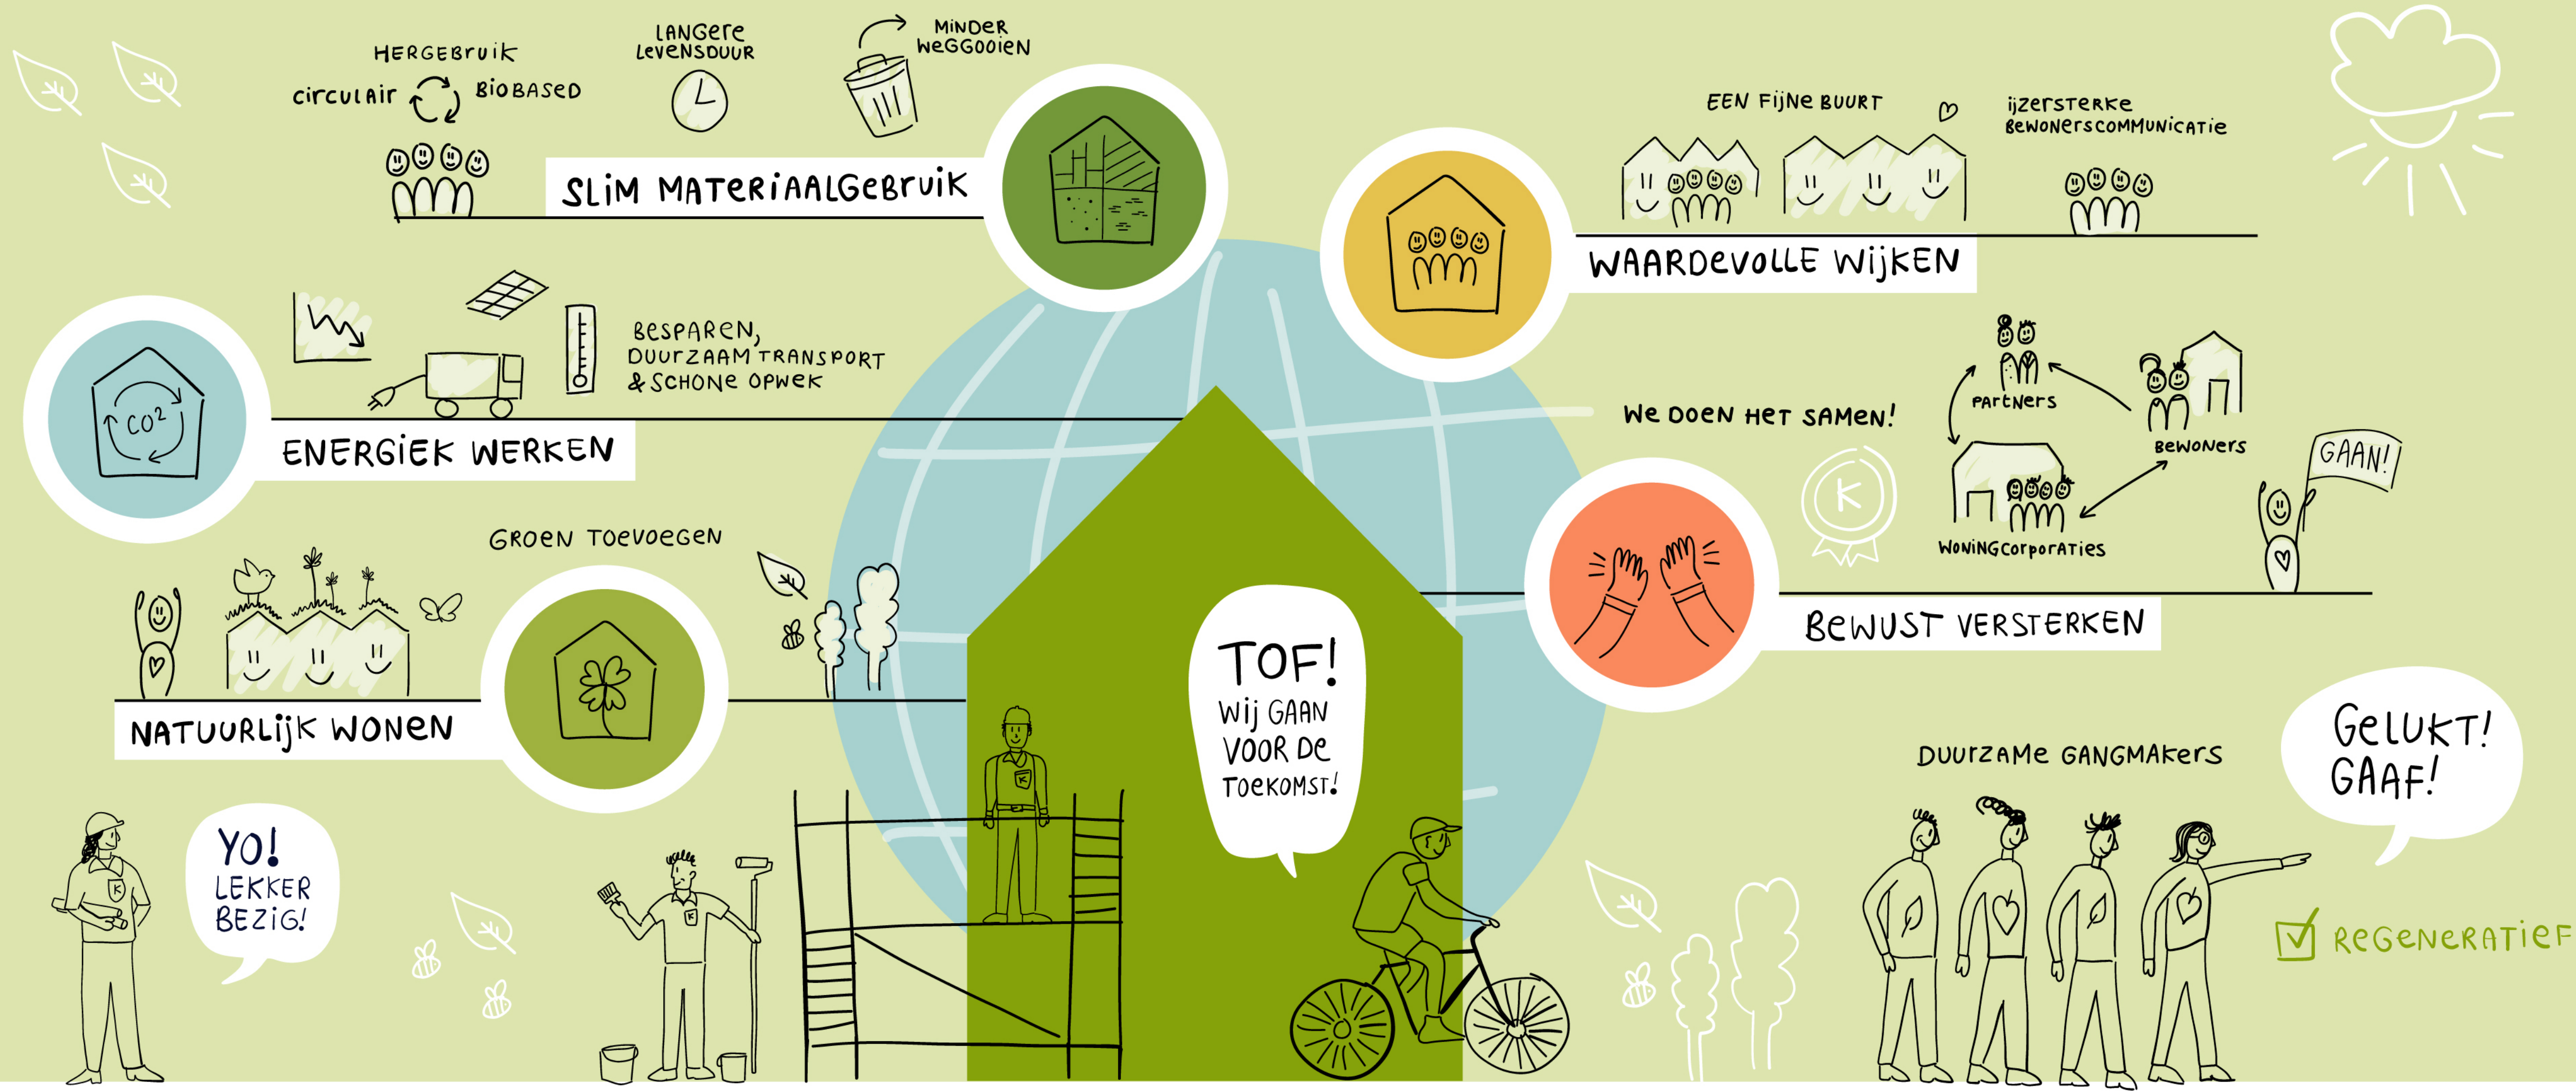 HERGEBRUIK
CIRCULAIR
BIOBASED
LANGERE
LEVENSDUUR
MINDER
WEGGOOIEN
SLIM MATERIAALGEBRUIK
EEN FIJNE BUURT
IJZERSTERKE
BEWONERSCOMMUNICATIE
WAARDEVOLLE WIJKEN
CO²
BESPAREN,
DUURZAAM TRANSPORT
& SCHONE OPWEK
ENERGIEK WERKEN
WE DOEN HET SAMEN!
K
PARTNERS
BEWONERS
WONINGCORPORATIES
GAAN!
BEWUST VERSTERKEN
GROEN TOEVOEGEN
NATUURLIJK WONEN
YO!
LEKKER
BEZIG!
K
K
K
TOF!
WIJ GAAN
VOOR DE
TOEKOMST!
DUURZAME GANGMAKERS
GELUKT!
GAAF!
REGENERATIEF